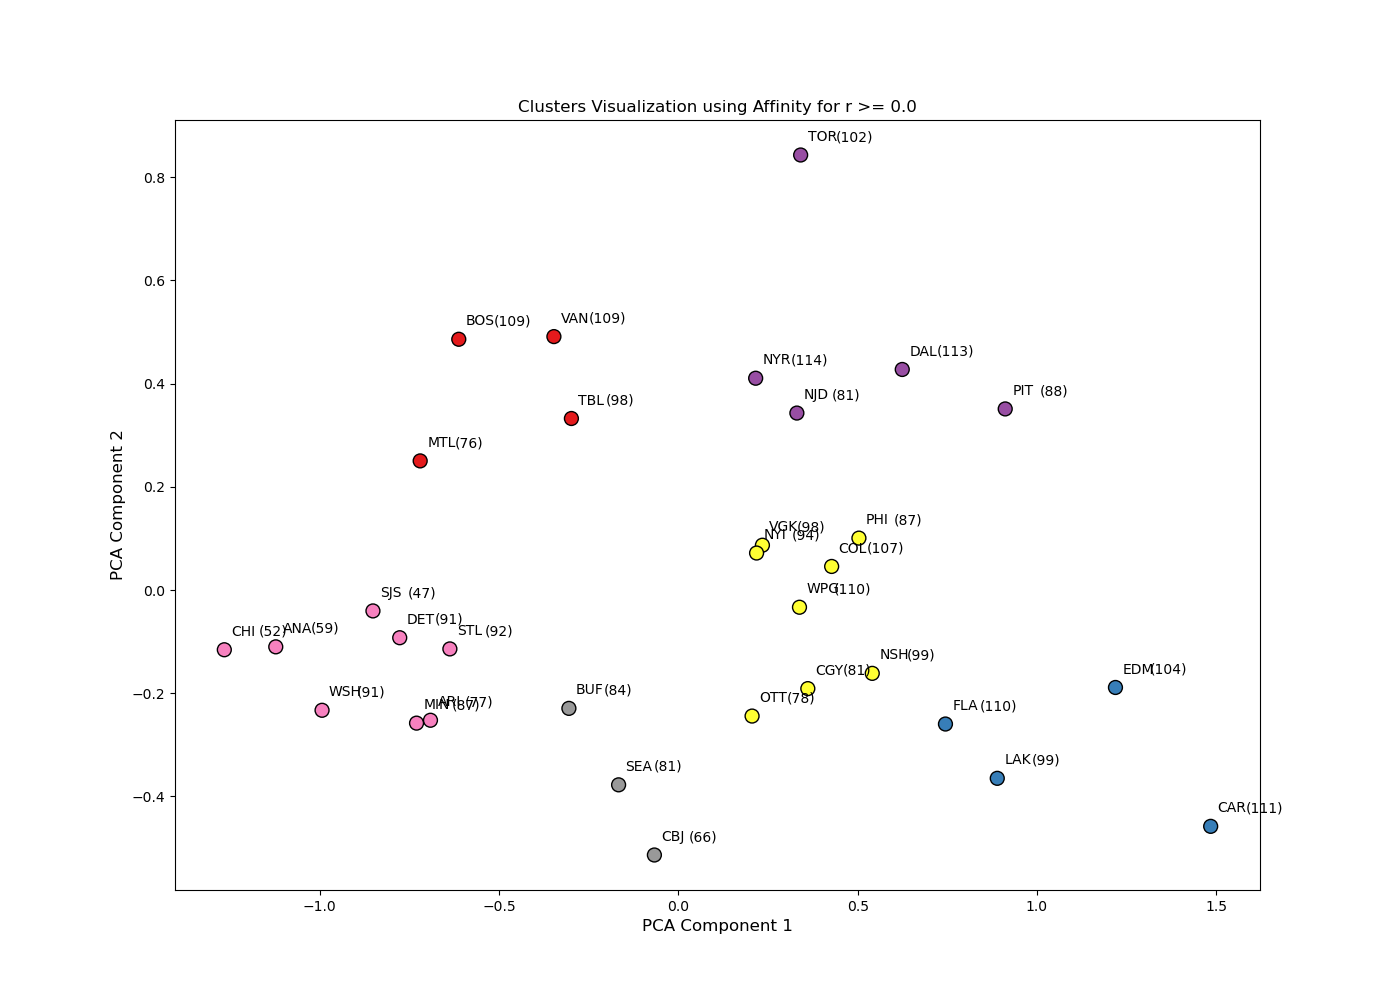 Clusters Visualization using Affinity for r >= 0.0
TOR(102)
0.8
0.6
BOS(109)
VAN(109)
NYR(114)
DAL(113)
0.4
TBL(98)
NJD (81)
PIT (88)
MTL(76)
0.2
VGK(98)
PHI (87)
NYI (94)
COL(107)
PCA Component 2
0.0
SJS (47)
WPG(110)
CHI (52)
ANA(59)
DET(91)
STL (92)
NSH(99)
CGY(81)
EDM(104)
−0.2
WSH(91)
MIN(87)
ARI (77)
BUF(84)
OTT(78)
FLA (110)
SEA(81)
LAK(99)
−0.4
CAR(111)
CBJ (66)
−1.0
−0.5
0.0
0.5
1.0
1.5
PCA Component 1